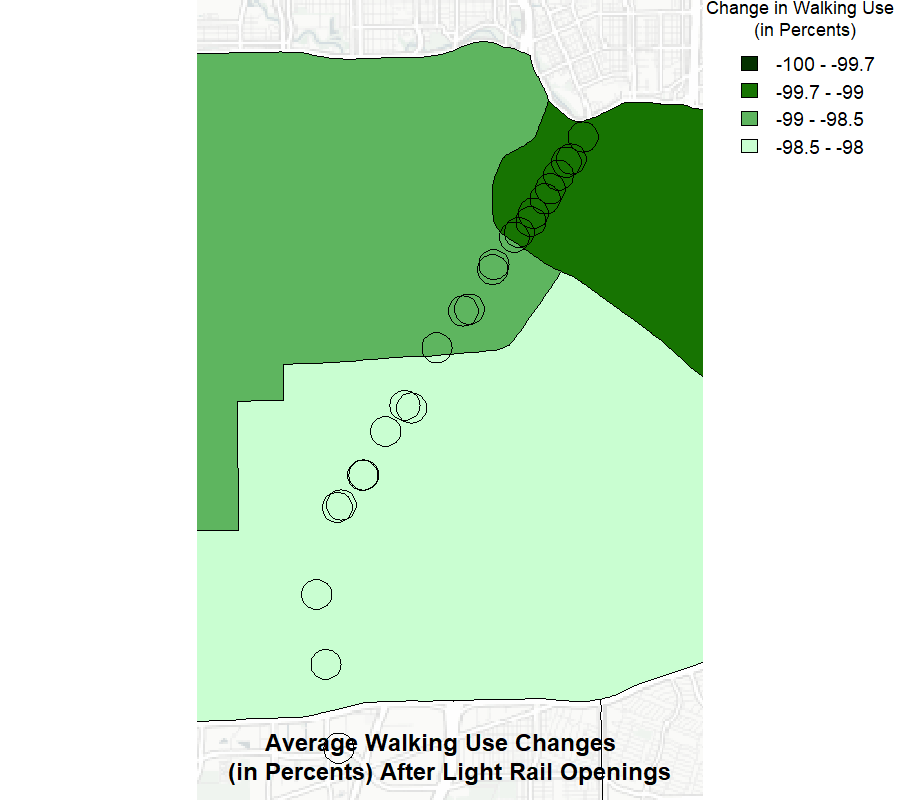 Change in Walking Use
(in Percents)
-100 - -99.7
-99.7 - -99
-99 - -98.5
-98.5 - -98
Average Walking Use Changes
(in Percents) After Light Rail Openings